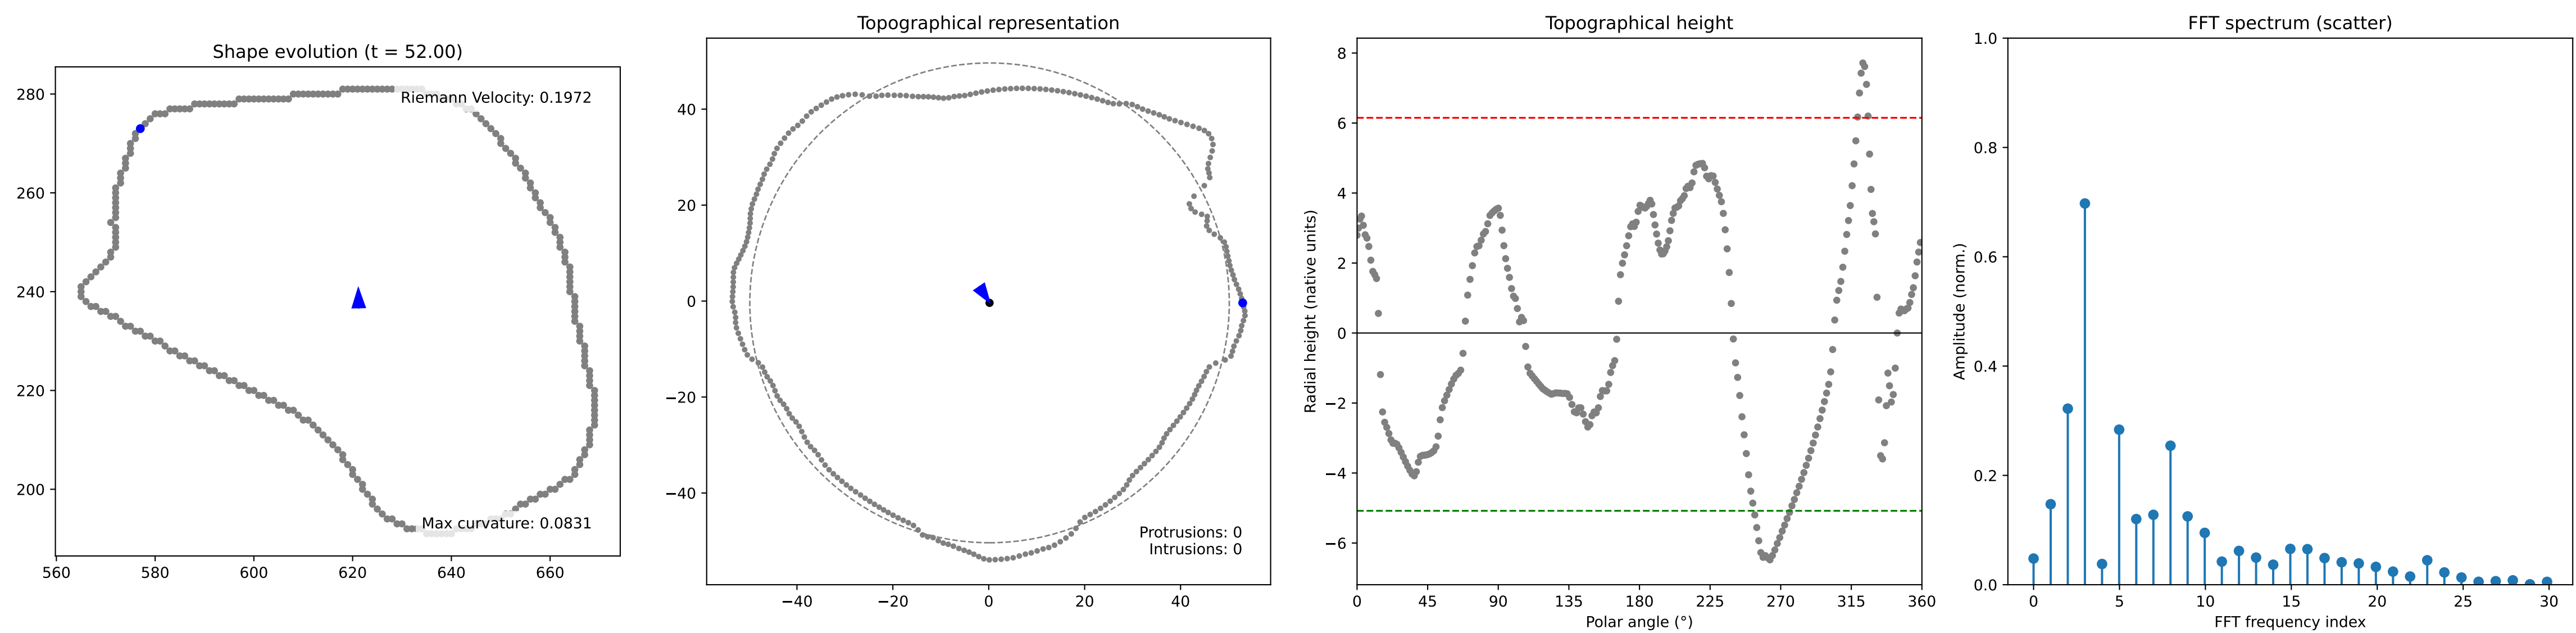 Shape evolution (t = 52.00)
Riemann Velocity: 0.1972
Max curvature: 0.0831
280
260
240
220
200
560 580 600 620 640 660
Topographical representation
40
20
0
−20
−40
−40 −20 0 20 40
Protrusions: 0
Intrusions: 0
Topographical height
Radial height (native units)
8
6
4
2
0
−2
−4
−6
0 45 90 135 180 225 270 315 360
Polar angle (°)
FFT spectrum (scatter)
Amplitude (norm.)
1.0
0.8
0.6
0.4
0.2
0.0
0 5 10 15 20 25 30
FFT frequency index